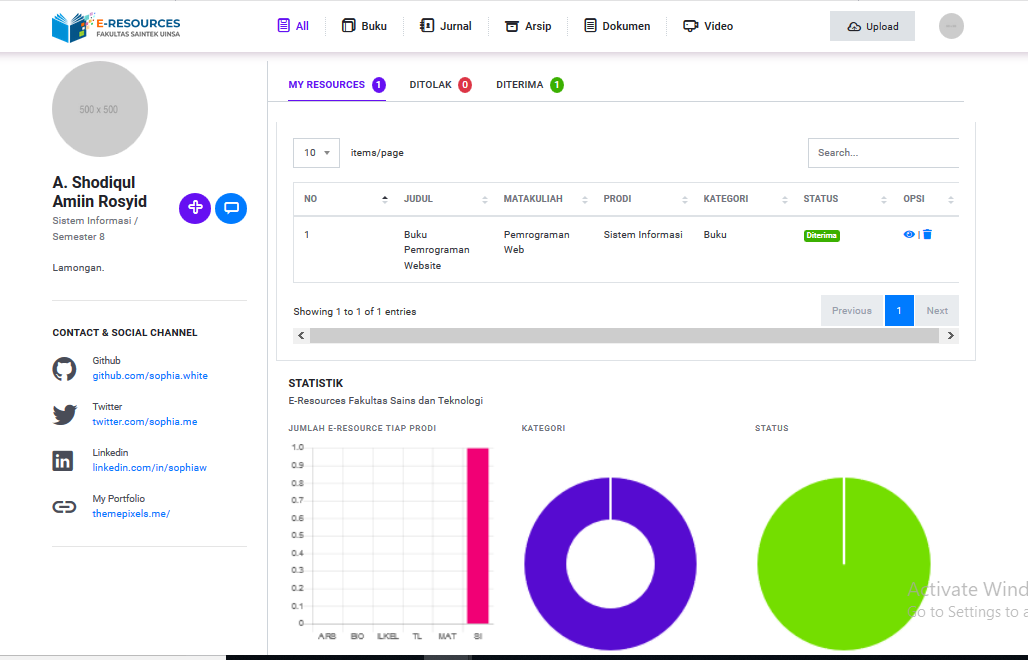 E-RESOURCES
FAKULTAS SAINTEK UINSA
All
Buku
Jurnal
Arsip
Dokumen
Video
Upload
500 x 500
A. Shodiqul
Amiin Rosyid
Sistem Informasi /
Semester 8
Lamongan.
CONTACT & SOCIAL CHANNEL
Github
github.com/sophia.white
Twitter
twitter.com/sophia.me
Linkedin
linkedin.com/in/sophiaw
My Portfolio
themepixels.me/
MY RESOURCES 1
DITOLAK 0
DITERIMA 1
10 items/page
Search...
NO JUDUL MATAKULIAH PRODI KATEGORI STATUS OPSI
1 Buku Pemrograman Sistem Informasi Buku Diterima |
Pemrograman Web
Website
Showing 1 to 1 of 1 entries
Previous 1 Next
STATISTIK
E-Resources Fakultas Sains dan Teknologi
JUMLAH E-RESOURCE TIAP PRODI
1.0
0.9
0.8
0.7
0.6
0.5
0.4
0.3
0.2
0.1
0
ARS BIO ILKEL TL MAT SI
KATEGORI
STATUS
Activate Wind
Go to Settings to a